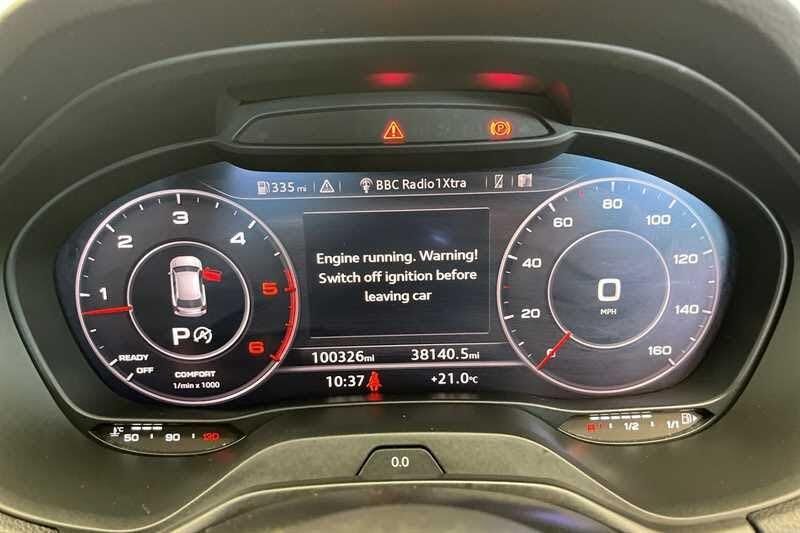 335 mi
BBC Radio1Xtra
1
2
3
4
5
6
READY
OFF
P
COMFORT
1/min x 1000
Engine running. Warning!
Switch off ignition before
leaving car
100326mi 38140.5mi
10:37 +21.0°C
0
20
40
60
80
100
120
140
160
0
MPH
°C 50 90 130
R 1/2 1/1
0.0